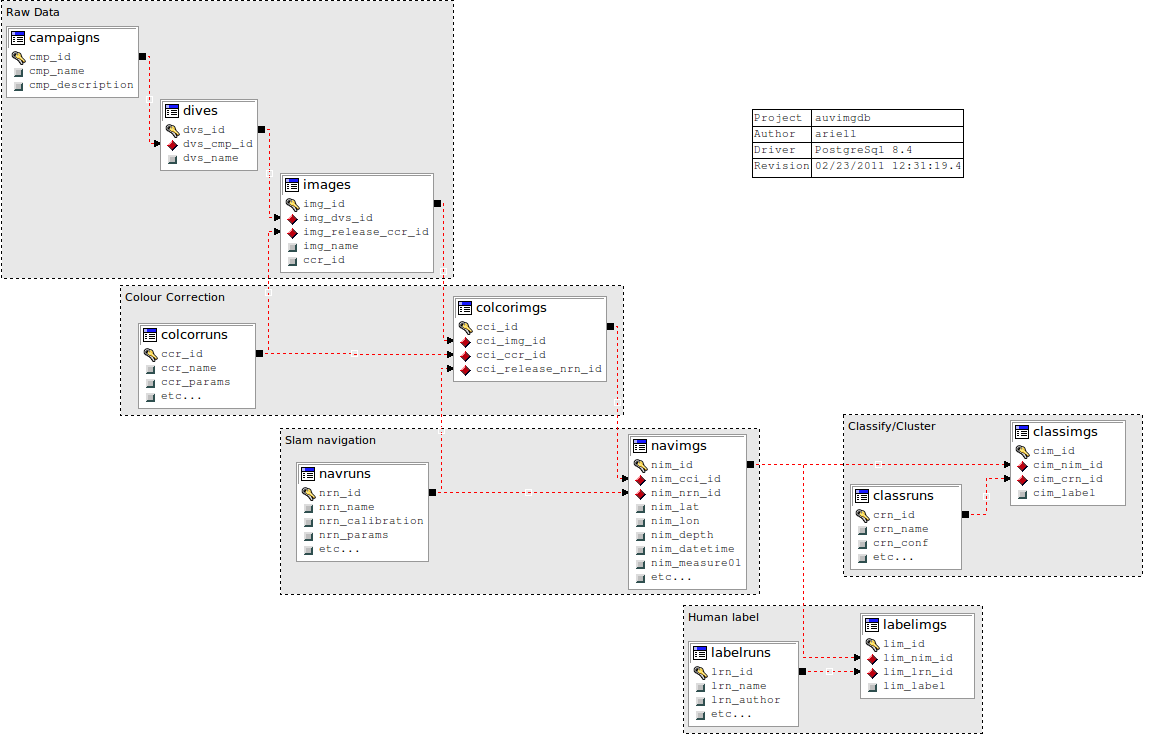 Raw Data
campaigns
cmp_id
cmp_name
cmp_description
dives
dvs_id
dvs_cmp_id
dvs_name
images
img_id
img_dvs_id
img_release_ccr_id
img_name
ccr_id
Project auvimgdb
Author ariell
Driver PostgreSql 8.4
Revision 02/23/2011 12:31:19.4
Colour Correction
colcorruns
ccr_id
ccr_name
ccr_params
etc...
colcorimgs
cci_id
cci_img_id
cci_ccr_id
cci_release_nrn_id
Slam navigation
navruns
nrn_id
nrn_name
nrn_calibration
nrn_params
etc...
navimgs
nim_id
nim_cci_id
nim_nrn_id
nim_lat
nim_lon
nim_depth
nim_datetime
nim_measure01
etc...
Classify/Cluster
classruns
crn_id
crn_name
crn_conf
etc...
classimgs
cim_id
cim_nim_id
cim_crn_id
cim_label
Human label
labelruns
lrn_id
lrn_name
lrn_author
etc...
labelimgs
lim_id
lim_nim_id
lim_lrn_id
lim_label